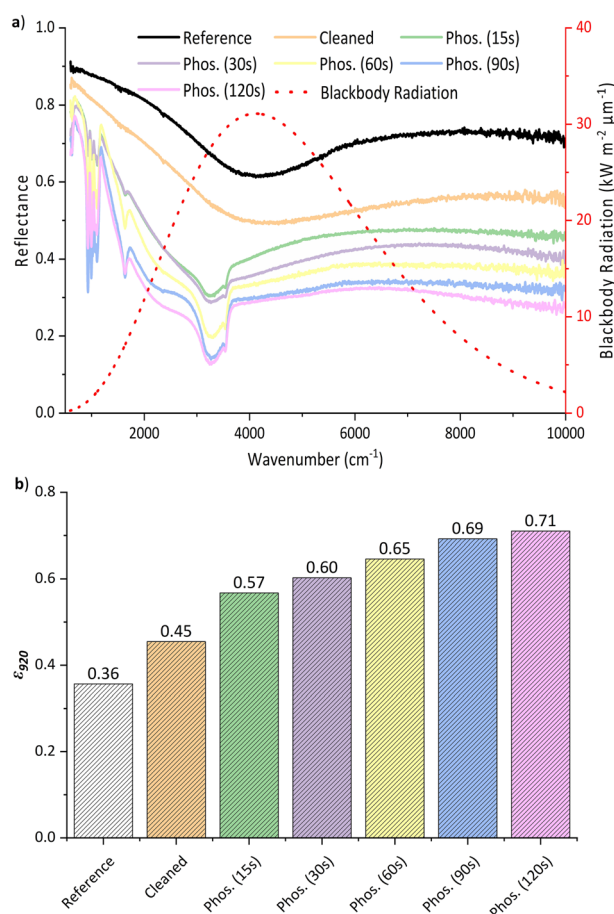 a)
Reference
Cleaned
Phos. (15s)
Phos. (30s)
Phos. (60s)
Phos. (90s)
Phos. (120s)
Blackbody Radiation
1.0
0.8
0.6
0.4
0.2
0.0
Reflectance
40
30
20
10
0
Blackbody Radiation (kW m⁻² μm⁻¹)
2000
4000
6000
8000
10000
Wavenumber (cm⁻¹)
b)
0.8
0.6
0.4
0.2
0.0
ε920
0.36
0.45
0.57
0.60
0.65
0.69
0.71
Reference
Cleaned
Phos. (15s)
Phos. (30s)
Phos. (60s)
Phos. (90s)
Phos. (120s)